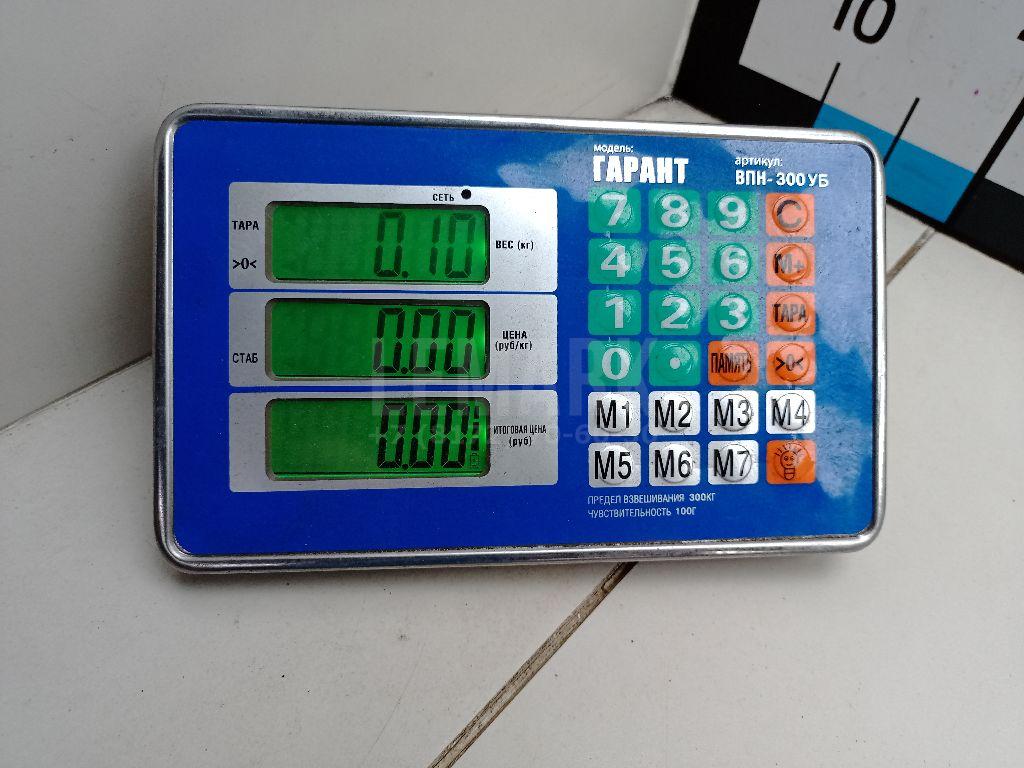 10
модель:
ГАРАНТ
артикул:
ВПН-300УБ
СЕТЬ
ТАРА
>0<
0.10
ВЕС (кг)
СТАБ
0.00
ЦЕНА
(руб/кг)
0.00
ИТОГОВАЯ ЦЕНА
(руб)
7 8 9 C
4 5 6 M+
1 2 3 ТАРА
0 . ПАМЯТЬ >0<
M1 M2 M3 M4
M5 M6 M7
ПРЕДЕЛ ВЗВЕШИВАНИЯ 300КГ
ЧУВСТВИТЕЛЬНОСТЬ 100Г